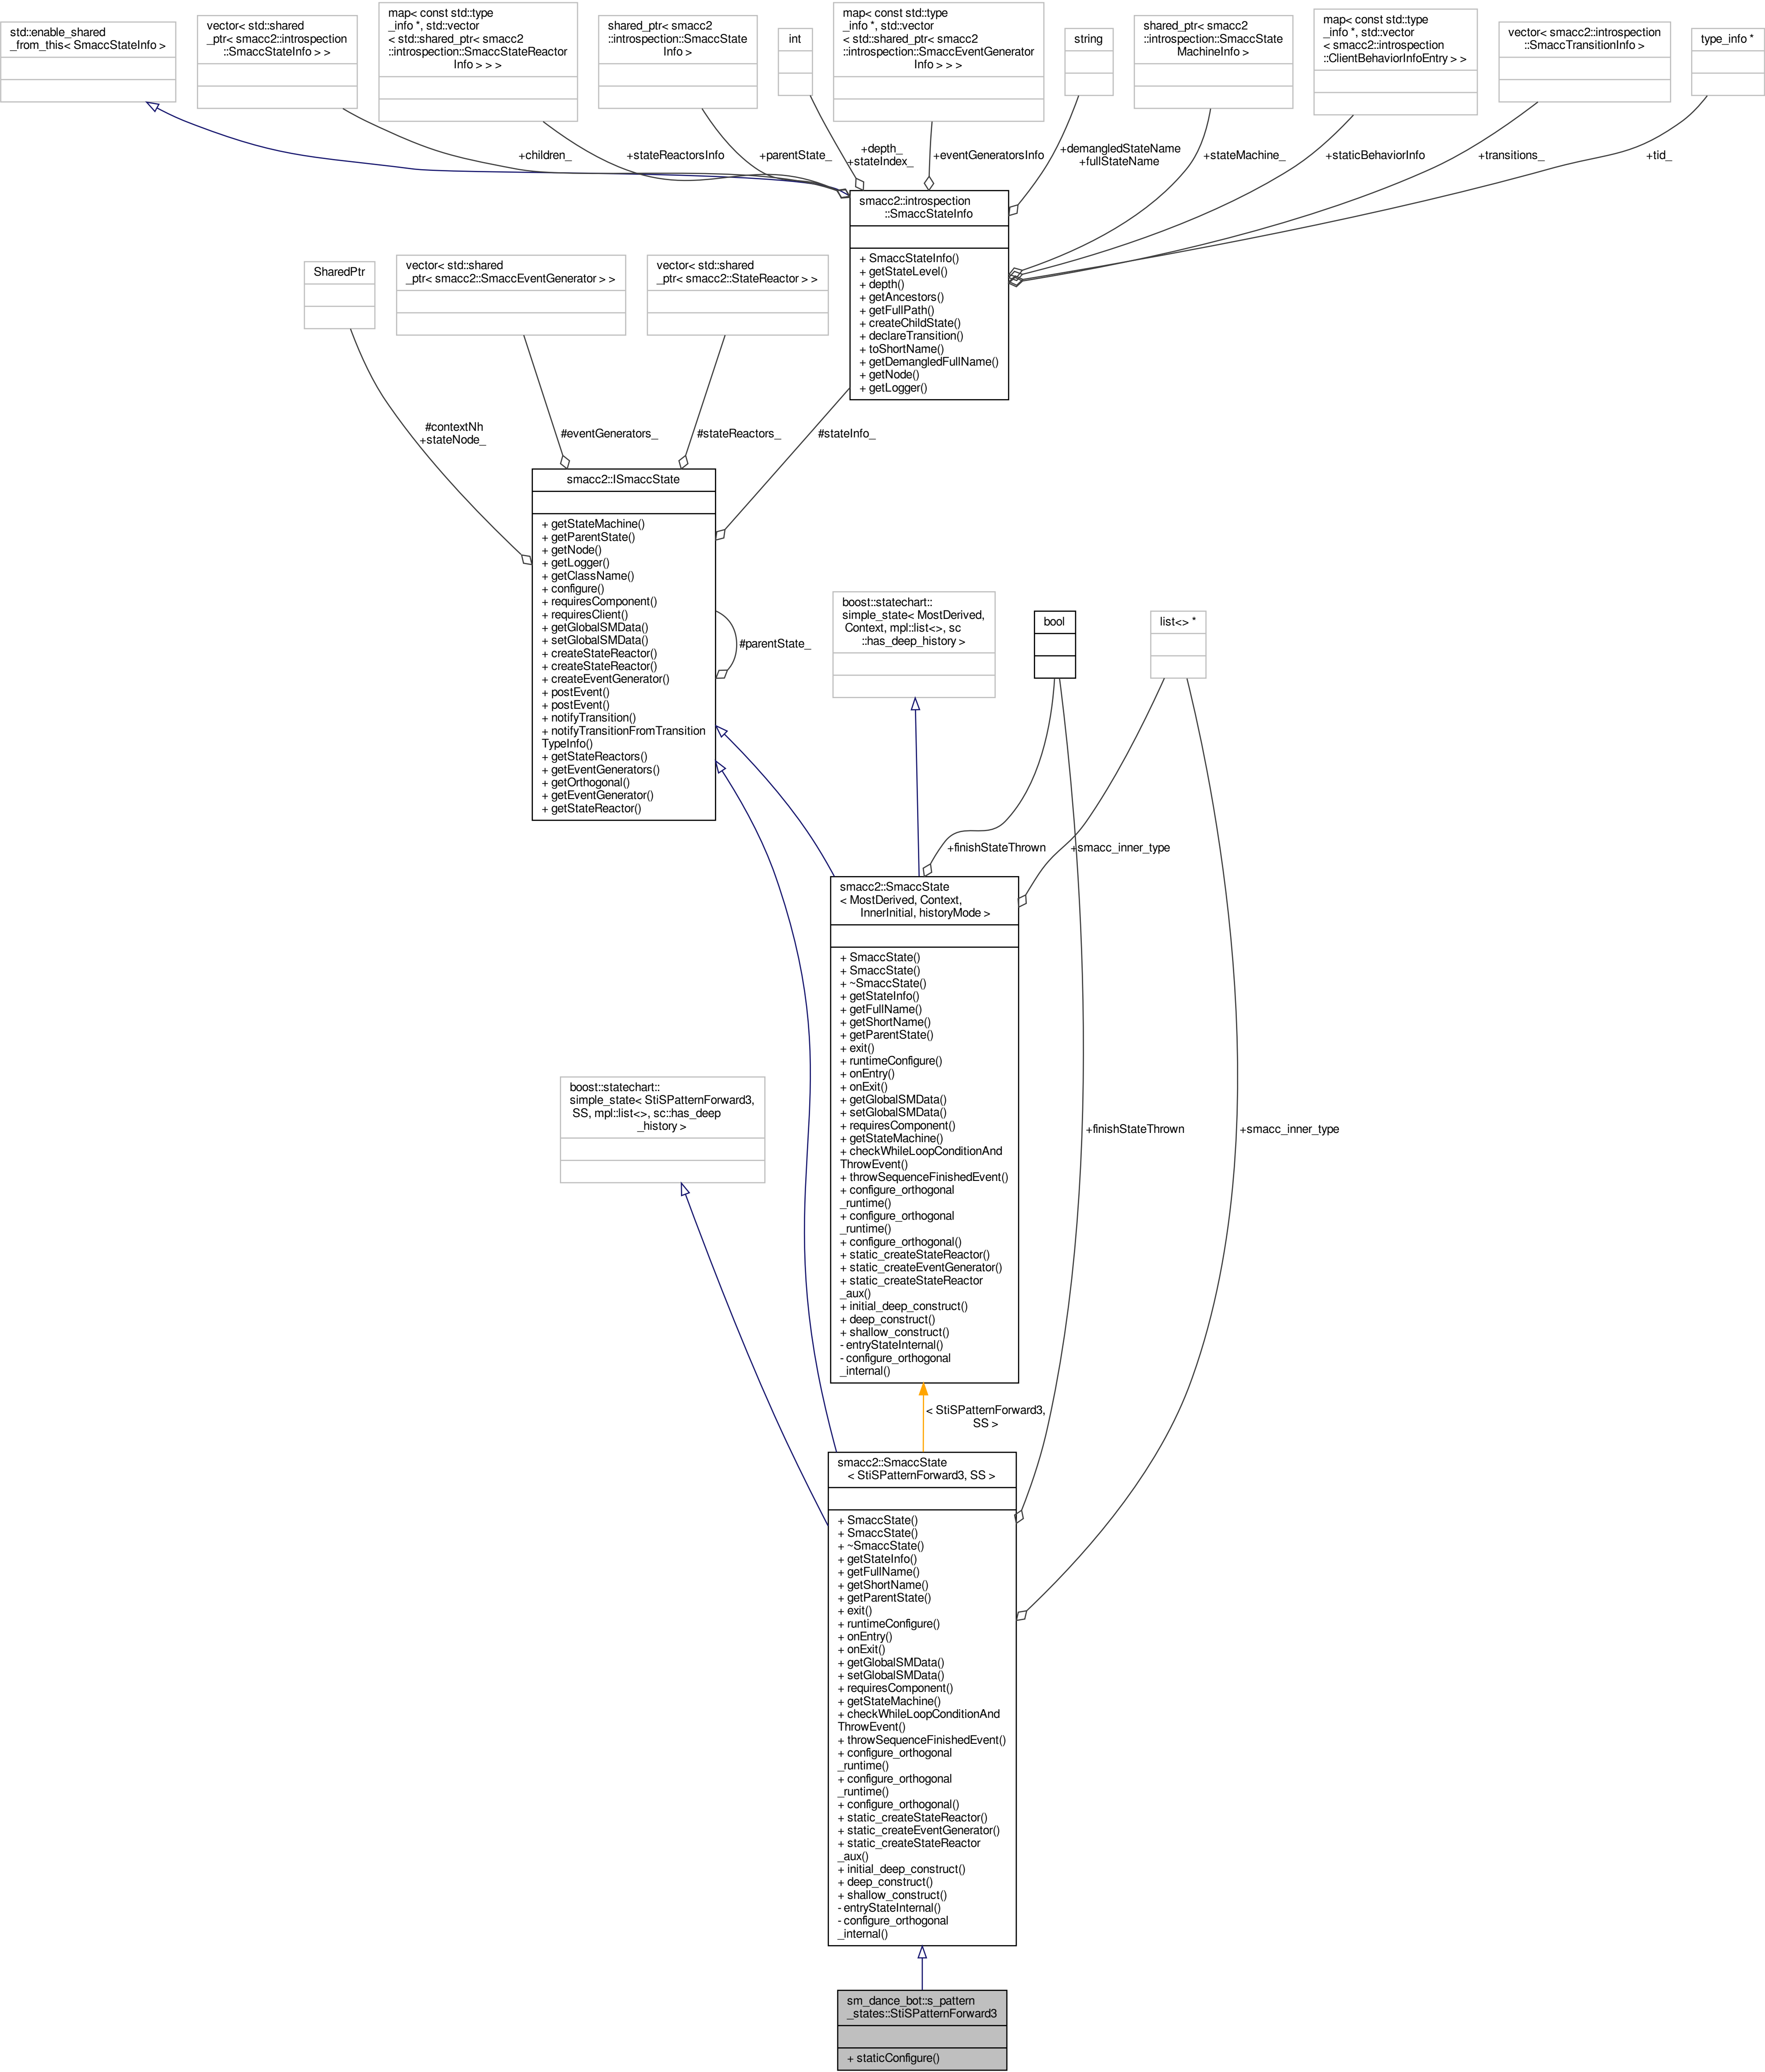 std::enable_shared
_from_this< SmaccStateInfo >
vector< std::shared
_ptr< smacc2::introspection
::SmaccStateInfo > >
map< const std::type
_info *, std::vector
< std::shared_ptr< smacc2
::introspection::SmaccStateReactor
Info > > >
shared_ptr< smacc2
::introspection::SmaccState
Info >
int
map< const std::type
_info *, std::vector
< std::shared_ptr< smacc2
::introspection::SmaccEventGenerator
Info > > >
string
shared_ptr< smacc2
::introspection::SmaccState
MachineInfo >
map< const std::type
_info *, std::vector
< smacc2::introspection
::ClientBehaviorInfoEntry > >
vector< smacc2::introspection
::SmaccTransitionInfo >
type_info *
+children_
+stateReactorsInfo
+parentState_
+depth_
+stateIndex_
+eventGeneratorsInfo
+demangledStateName
+fullStateName
+stateMachine_
+staticBehaviorInfo
+transitions_
+tid_
smacc2::introspection
::SmaccStateInfo
+ SmaccStateInfo()
+ getStateLevel()
+ depth()
+ getAncestors()
+ getFullPath()
+ createChildState()
+ declareTransition()
+ toShortName()
+ getDemangledFullName()
+ getNode()
+ getLogger()
SharedPtr
vector< std::shared
_ptr< smacc2::SmaccEventGenerator > >
vector< std::shared
_ptr< smacc2::StateReactor > >
#contextNh
+stateNode_
#eventGenerators_
#stateReactors_
#stateInfo_
smacc2::ISmaccState
+ getStateMachine()
+ getParentState()
+ getNode()
+ getLogger()
+ getClassName()
+ configure()
+ requiresComponent()
+ requiresClient()
+ getGlobalSMData()
+ setGlobalSMData()
+ createStateReactor()
+ createStateReactor()
+ createEventGenerator()
+ postEvent()
+ postEvent()
+ notifyTransition()
+ notifyTransitionFromTransition
TypeInfo()
+ getStateReactors()
+ getEventGenerators()
+ getOrthogonal()
+ getEventGenerator()
+ getStateReactor()
#parentState_
boost::statechart::
simple_state< MostDerived,
Context, mpl::list<>, sc
::has_deep_history >
bool
list<> *
+finishStateThrown
+smacc_inner_type
smacc2::SmaccState
< MostDerived, Context,
InnerInitial, historyMode >
+ SmaccState()
+ SmaccState()
+ ~SmaccState()
+ getStateInfo()
+ getFullName()
+ getShortName()
+ getParentState()
+ exit()
+ runtimeConfigure()
+ onEntry()
+ onExit()
+ getGlobalSMData()
+ setGlobalSMData()
+ requiresComponent()
+ getStateMachine()
+ checkWhileLoopConditionAnd
ThrowEvent()
+ throwSequenceFinishedEvent()
+ configure_orthogonal
_runtime()
+ configure_orthogonal
_runtime()
+ configure_orthogonal()
+ static_createStateReactor()
+ static_createEventGenerator()
+ static_createStateReactor
_aux()
+ initial_deep_construct()
+ deep_construct()
+ shallow_construct()
- entryStateInternal()
- configure_orthogonal
_internal()
boost::statechart::
simple_state< StiSPatternForward3,
SS, mpl::list<>, sc::has_deep
_history >
+finishStateThrown
+smacc_inner_type
< StiSPatternForward3,
SS >
smacc2::SmaccState
< StiSPatternForward3, SS >
+ SmaccState()
+ SmaccState()
+ ~SmaccState()
+ getStateInfo()
+ getFullName()
+ getShortName()
+ getParentState()
+ exit()
+ runtimeConfigure()
+ onEntry()
+ onExit()
+ getGlobalSMData()
+ setGlobalSMData()
+ requiresComponent()
+ getStateMachine()
+ checkWhileLoopConditionAnd
ThrowEvent()
+ throwSequenceFinishedEvent()
+ configure_orthogonal
_runtime()
+ configure_orthogonal
_runtime()
+ configure_orthogonal()
+ static_createStateReactor()
+ static_createEventGenerator()
+ static_createStateReactor
_aux()
+ initial_deep_construct()
+ deep_construct()
+ shallow_construct()
- entryStateInternal()
- configure_orthogonal
_internal()
sm_dance_bot::s_pattern
_states::StiSPatternForward3
+ staticConfigure()